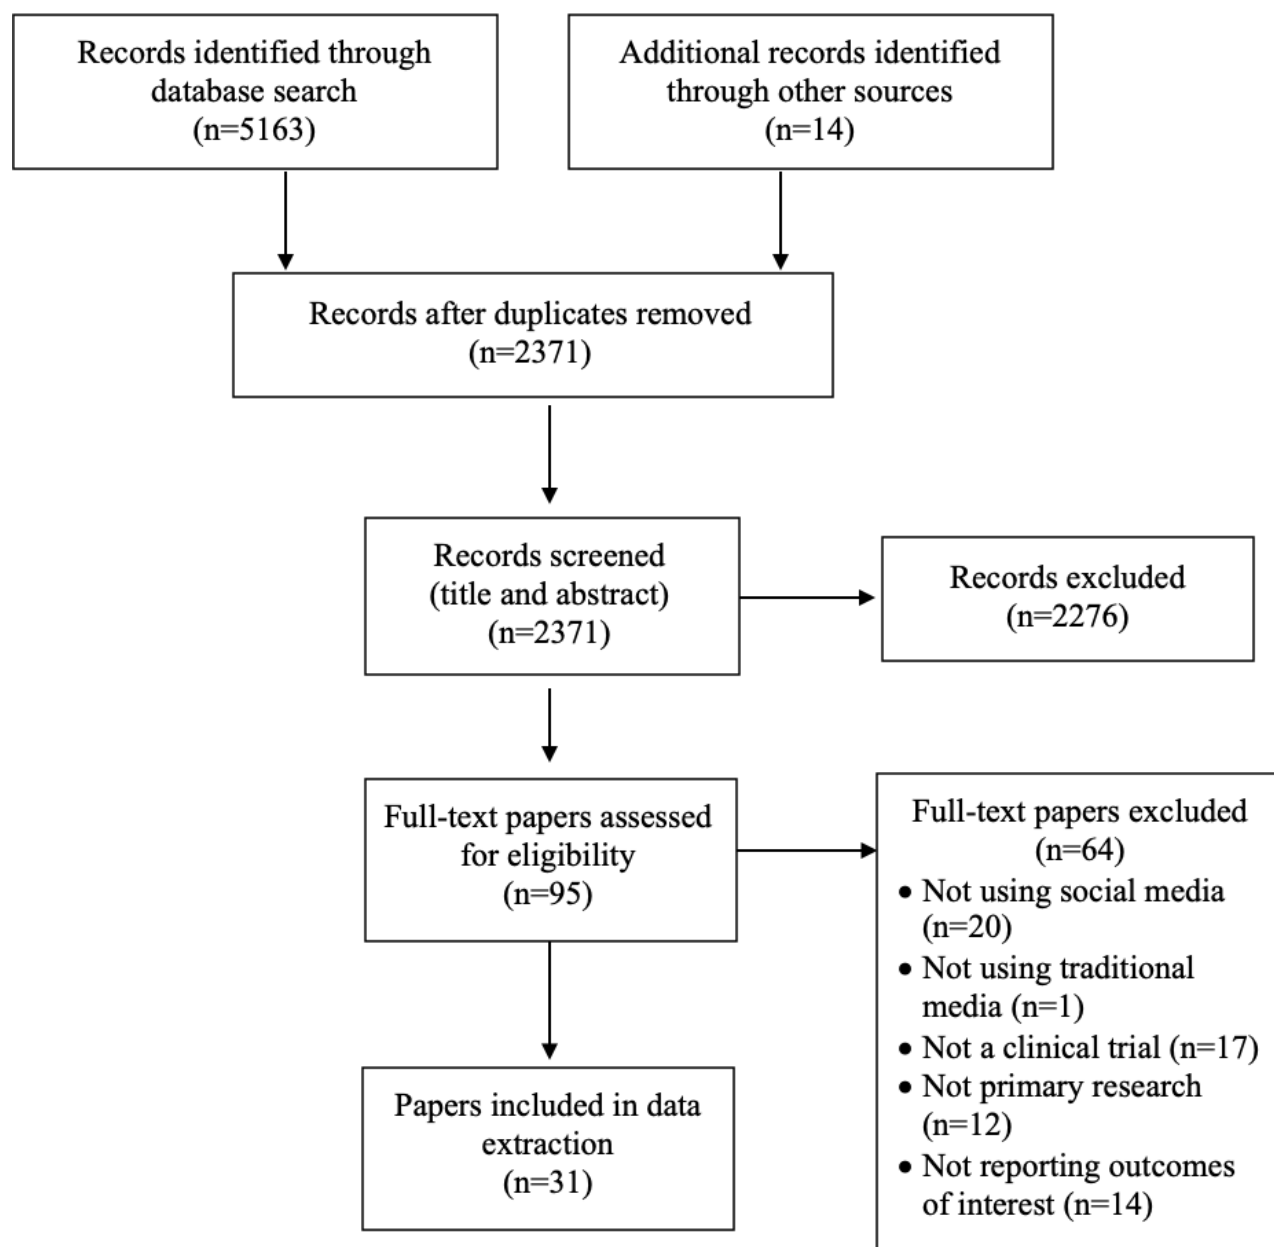 Records identified through
database search
(n=5163)
Additional records identified
through other sources
(n=14)
Records after duplicates removed
(n=2371)
Records screened
(title and abstract)
(n=2371)
Records excluded
(n=2276)
Full-text papers assessed
for eligibility
(n=95)
Full-text papers excluded
(n=64)
• Not using social media
(n=20)
• Not using traditional
media (n=1)
• Not a clinical trial (n=17)
• Not primary research
(n=12)
• Not reporting outcomes
of interest (n=14)
Papers included in data
extraction
(n=31)